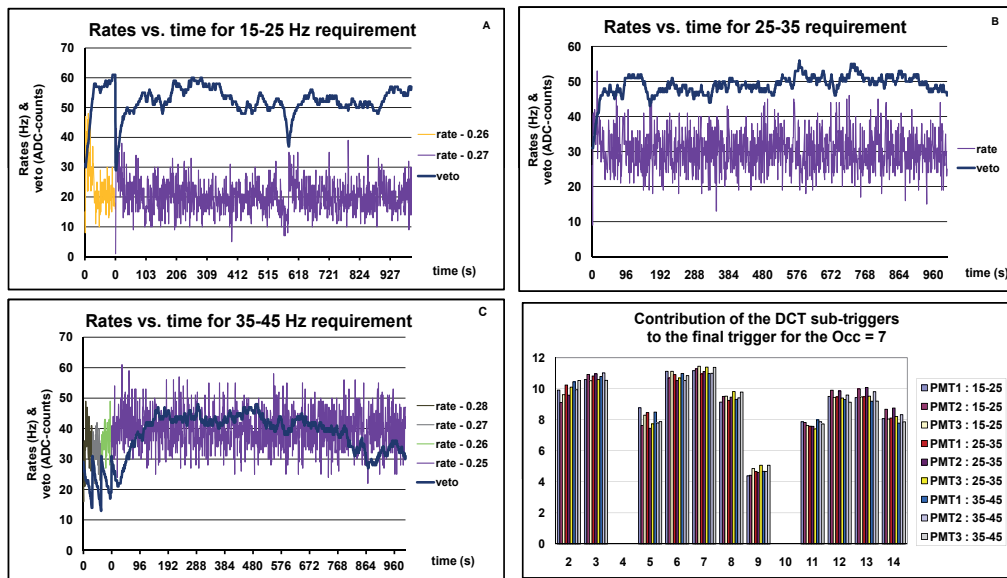 Rates vs. time for 15-25 Hz requirement
A
Rates (Hz) &
veto (ADC-counts)
70
60
50
40
30
20
10
0
0 0 103 206 309 412 515 618 721 824 927
time (s)
rate - 0.26
rate - 0.27
veto
Rates vs. time for 25-35 requirement
B
Rates (Hz) &
veto (ADC-counts)
60
50
40
30
20
10
0
0 96 192 288 384 480 576 672 768 864 960
time (s)
rate
veto
Rates vs. time for 35-45 Hz requirement
C
Rates (Hz) &
veto (ADC-counts)
70
60
50
40
30
20
10
0
0 0 0 0 96 192 288 384 480 576 672 768 864 960
time (s)
rate - 0.28
rate - 0.27
rate - 0.26
rate - 0.25
veto
Contribution of the DCT sub-triggers
to the final trigger for the Occ = 7
12
10
8
6
4
2
0
2 3 4 5 6 7 8 9 10 11 12 13 14
PMT1 : 15-25
PMT2 : 15-25
PMT3 : 15-25
PMT1 : 25-35
PMT2 : 25-35
PMT3 : 25-35
PMT1 : 35-45
PMT2 : 35-45
PMT3 : 35-45